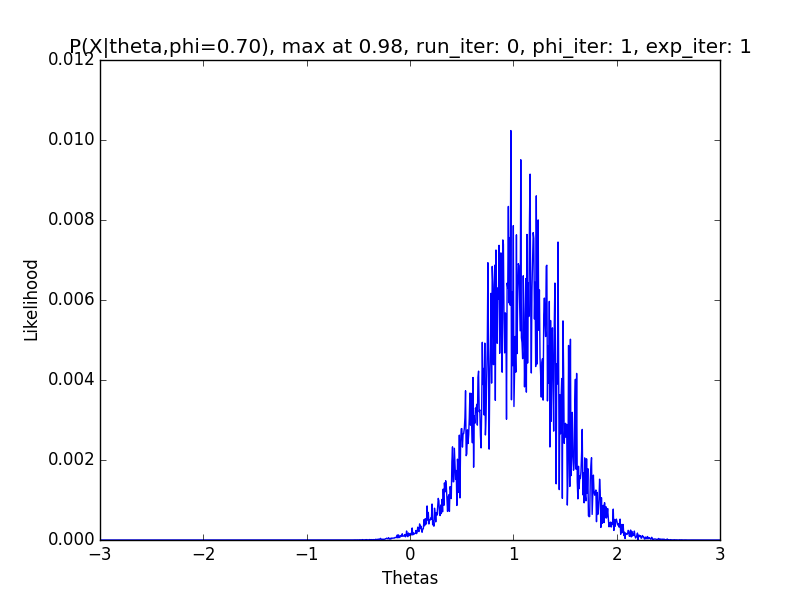 P(X|theta,phi=0.70), max at 0.98, run_iter: 0, phi_iter: 1, exp_iter: 1
0.012
0.010
0.008
0.006
0.004
0.002
0.000
Likelihood
−3 −2 −1 0 1 2 3
Thetas